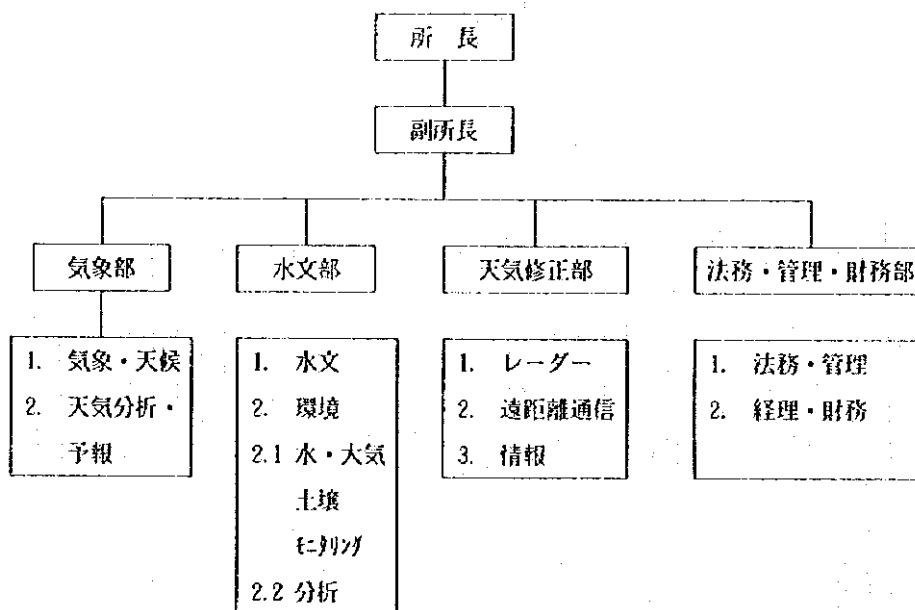 所 長
副所長
気象部
水文部
天気修正部
法務・管理・財務部
1. 気象・天候
2. 天気分析・
予報
1. 水文
2. 環境
2.1 水・大気
土壌
ﾓﾆﾀﾘﾝｸﾞ
2.2 分析
1. レーダー
2. 遠距離通信
3. 情報
1. 法務・管理
2. 経理・財務